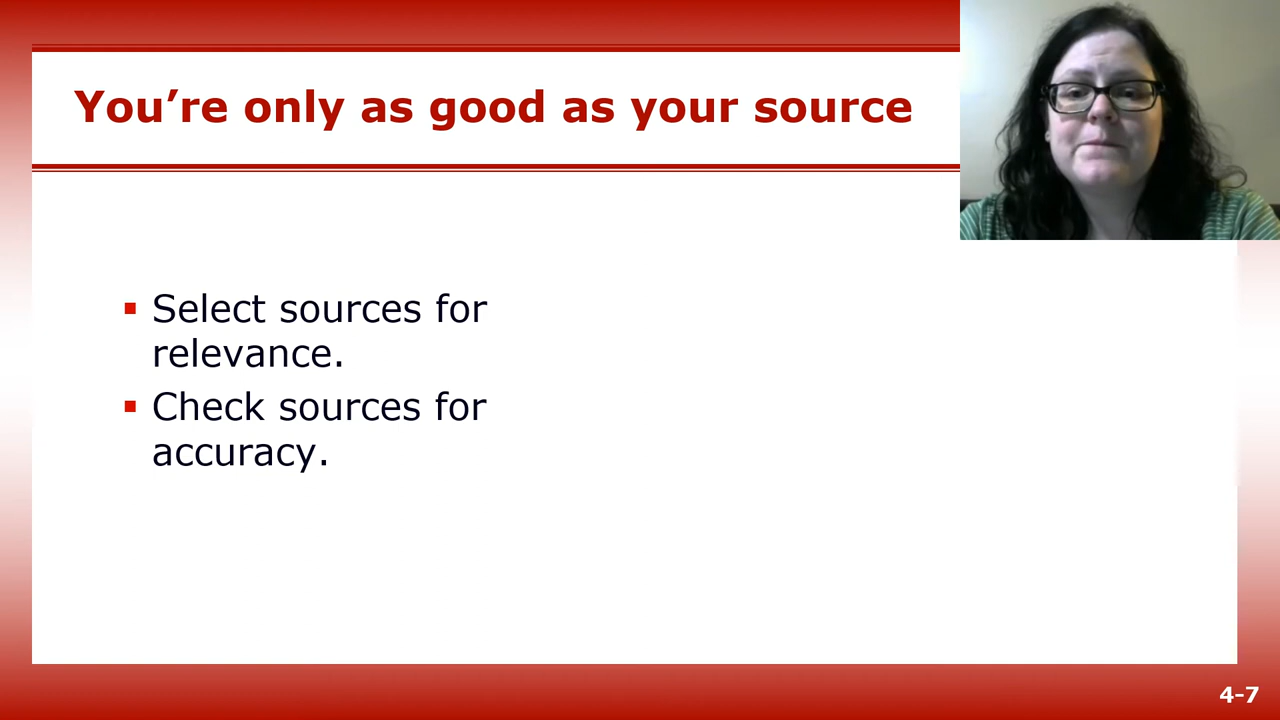 You’re only as good as your source
Select sources for
relevance.
Check sources for
accuracy.
4-7